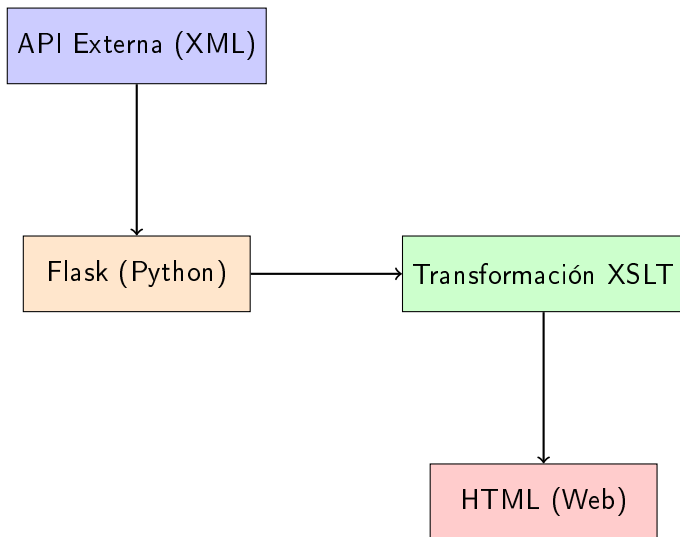 API Externa (XML)
Flask (Python)
Transformación XSLT
HTML (Web)